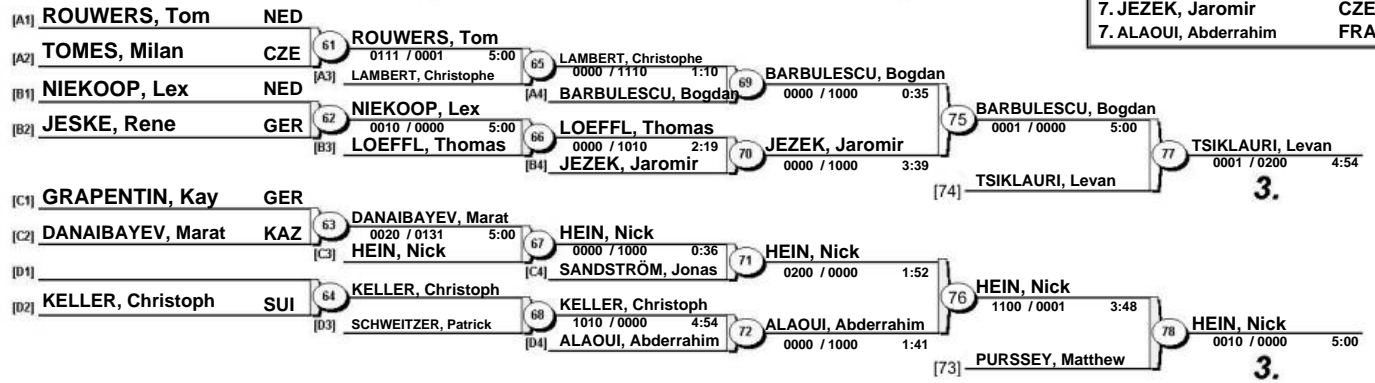 7. JEZEK, Jaromir CZE
7. ALAOUI, Abderrahim FRA
[A1] ROUWERS, Tom NED
[A2] TOMES, Milan CZE
61
ROUWERS, Tom
0111 / 0001 5:00
[A3] LAMBERT, Christophe
65
LAMBERT, Christophe
0000 / 1110 1:10
[A4] BARBULESCU, Bogdan
69
BARBULESCU, Bogdan
0000 / 1000 0:35
[B1] NIEKOOP, Lex NED
[B2] JESKE, Rene GER
62
NIEKOOP, Lex
0010 / 0000 5:00
[B3] LOEFFL, Thomas
66
LOEFFL, Thomas
0000 / 1010 2:19
[B4] JEZEK, Jaromir
70
JEZEK, Jaromir
0000 / 1000 3:39
75
BARBULESCU, Bogdan
0001 / 0000 5:00
[74] TSIKLAURI, Levan
77
TSIKLAURI, Levan
0001 / 0200 4:54
3.
[C1] GRAPENTIN, Kay GER
[C2] DANAIBAYEV, Marat KAZ
63
DANAIBAYEV, Marat
0020 / 0131 5:00
[C3] HEIN, Nick
67
HEIN, Nick
0000 / 1000 0:36
[C4] SANDSTRÖM, Jonas
71
HEIN, Nick
0200 / 0000 1:52
[D1]
[D2] KELLER, Christoph SUI
64
KELLER, Christoph
[D3] SCHWEITZER, Patrick
68
KELLER, Christoph
1010 / 0000 4:54
[D4] ALAOUI, Abderrahim
72
ALAOUI, Abderrahim
0000 / 1000 1:41
76
HEIN, Nick
1100 / 0001 3:48
[73] PURSSEY, Matthew
78
HEIN, Nick
0010 / 0000 5:00
3.